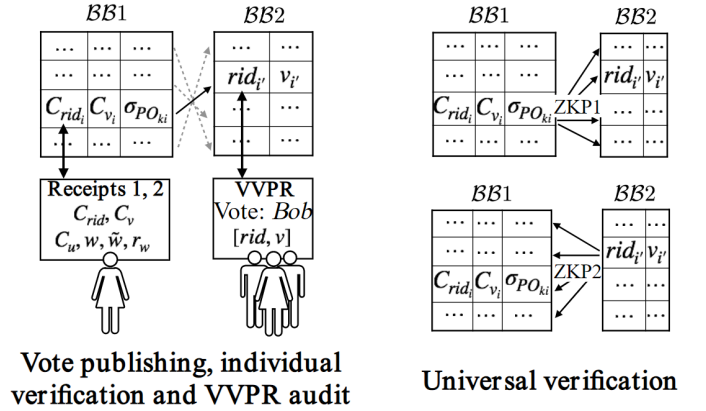 BB1 BB2
... ... ... ... ...
... ... ... rid_{i'} v_{i'}
C_{rid_i} C_{v_i} σ_{PO_{ki}} ... ...
... ... ... ... ...
Receipts 1, 2
C_{rid}, C_v
C_u, w, w̃, r_w
VVPR
Vote: Bob
[rid, v]
Vote publishing, individual
verification and VVPR audit
BB1 BB2
... ... ... ... ...
... ... ... rid_{i'} v_{i'}
C_{rid_i} C_{v_i} σ_{PO_{ki}} ZKP1 ... ...
... ... ... ... ...
BB1 BB2
... ... ... ... ...
... ... ... rid_{i'} v_{i'}
C_{rid_i} C_{v_i} σ_{PO_{ki}} ZKP2 ... ...
... ... ... ... ...
Universal verification